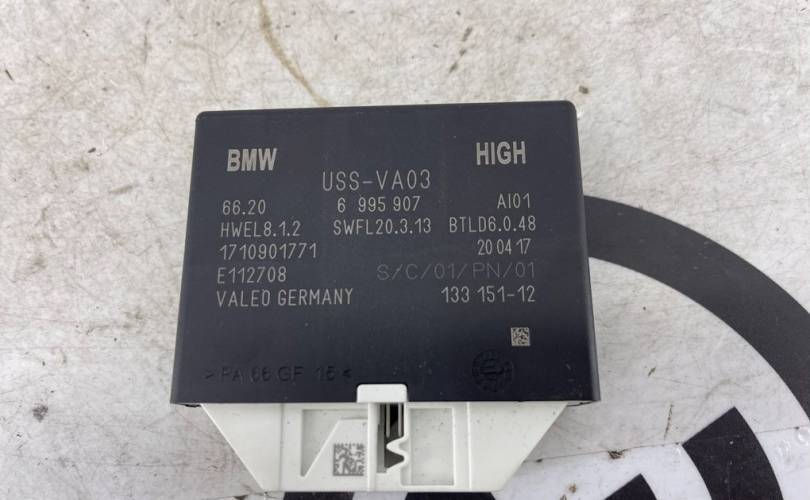 BMW HIGH
USS-VA03
66.20 6 995 907 AI01
HWEL8.1.2 SWFL20.3.13 BTLD6.0.48
1710901771 20 04 17
E112708 S/C/01/PN/01
VALEO GERMANY 133 151-12
>PA 66 GF 15<